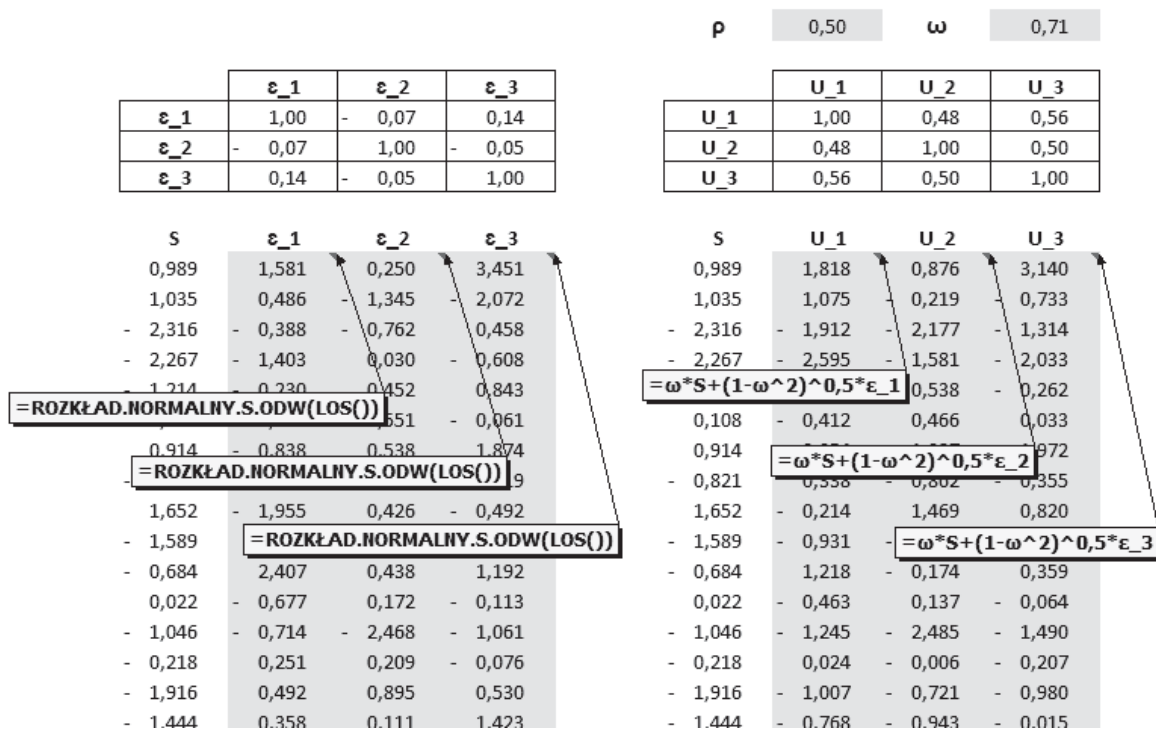 ρ 0,50 ω 0,71
ε_1 ε_2 ε_3
ε_1 1,00 - 0,07 0,14
ε_2 - 0,07 1,00 - 0,05
ε_3 0,14 - 0,05 1,00
U_1 U_2 U_3
U_1 1,00 0,48 0,56
U_2 0,48 1,00 0,50
U_3 0,56 0,50 1,00
S ε_1 ε_2 ε_3
0,989 1,581 0,250 3,451
1,035 0,486 - 1,345 - 2,072
- 2,316 - 0,388 - 0,762 0,458
- 2,267 - 1,403 0,030 - 0,608
- 1,214 - 0,230 0,452 0,843
=ROZKŁAD.NORMALNY.S.ODW(LOS())
- 0,061
0,914 - 0,838 0,538 1,874
=ROZKŁAD.NORMALNY.S.ODW(LOS())
1,652 - 1,955 0,426 - 0,492
- 1,589
=ROZKŁAD.NORMALNY.S.ODW(LOS())
- 0,684 2,407 0,438 1,192
0,022 - 0,677 0,172 - 0,113
- 1,046 - 0,714 - 2,468 - 1,061
- 0,218 0,251 0,209 - 0,076
- 1,916 0,492 0,895 0,530
- 1,444 0,358 0,111 1,423
S U_1 U_2 U_3
0,989 1,818 0,876 3,140
1,035 1,075 - 0,219 - 0,733
- 2,316 - 1,912 - 2,177 - 1,314
- 2,267 - 2,595 - 1,581 - 2,033
=ω*S+(1-ω^2)^0,5*ε_1
0,538 - 0,262
0,108 - 0,412 0,466 0,033
0,914
=ω*S+(1-ω^2)^0,5*ε_2
- 0,821 0,338 - 0,802 - 0,355
1,652 - 0,214 1,469 0,820
- 1,589 - 0,931
=ω*S+(1-ω^2)^0,5*ε_3
- 0,684 1,218 - 0,174 0,359
0,022 - 0,463 0,137 - 0,064
- 1,046 - 1,245 - 2,485 - 1,490
- 0,218 0,024 - 0,006 - 0,207
- 1,916 - 1,007 - 0,721 - 0,980
- 1,444 - 0,768 - 0,943 - 0,015